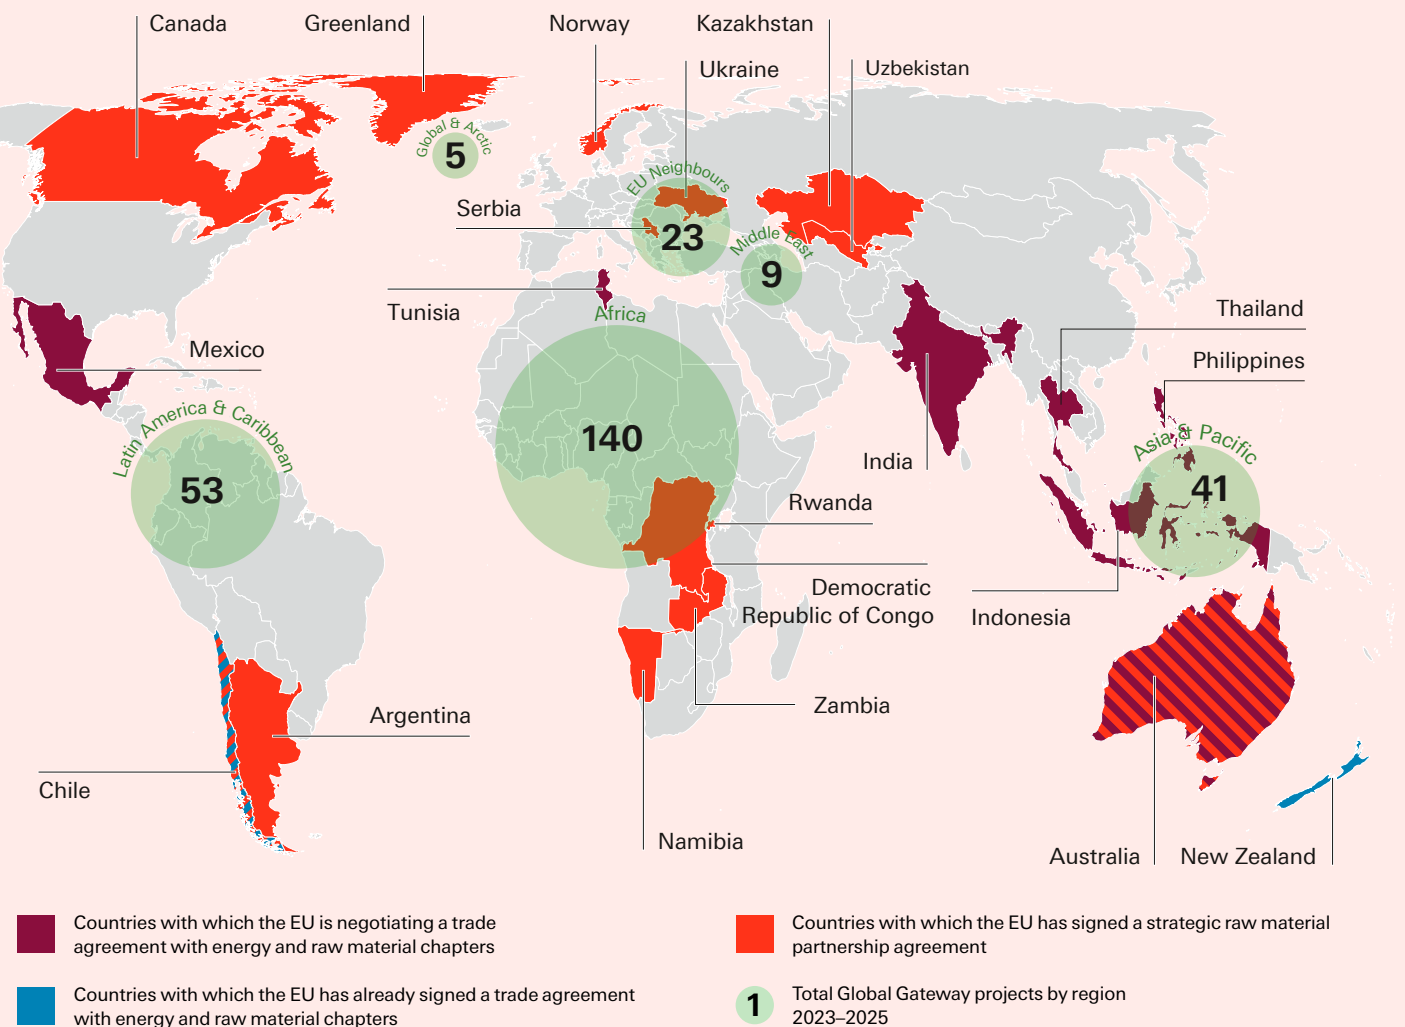 Canada
Greenland
Norway
Kazakhstan
Ukraine
Uzbekistan
Global & Arctic
5
EU Neighbours
23
Serbia
Middle East
9
Tunisia
Africa
140
Thailand
Mexico
Philippines
Latin America & Caribbean
53
India
Asia & Pacific
41
Rwanda
Democratic
Republic of Congo
Indonesia
Zambia
Argentina
Chile
Namibia
Australia
New Zealand
Countries with which the EU is negotiating a trade
agreement with energy and raw material chapters
Countries with which the EU has signed a strategic raw material
partnership agreement
Countries with which the EU has already signed a trade agreement
with energy and raw material chapters
1
Total Global Gateway projects by region
2023–2025